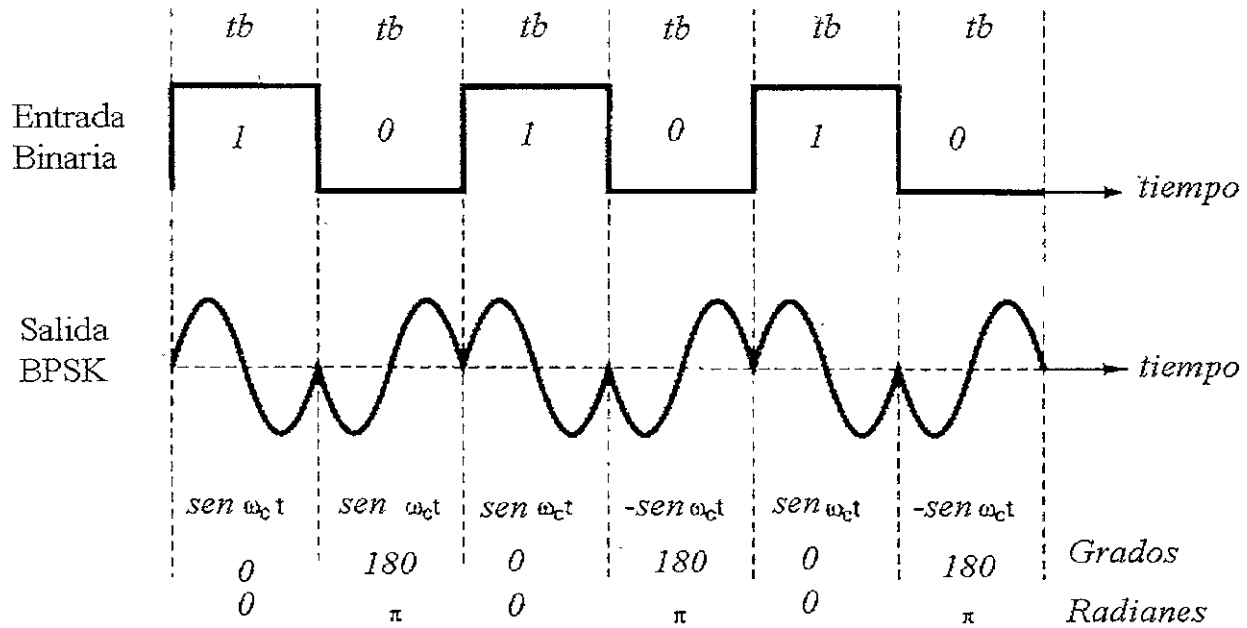 tb tb tb tb tb tb
Entrada
Binaria
1 0 1 0 1 0
tiempo
Salida
BPSK
tiempo
sen ωct sen ωct sen ωct -sen ωct sen ωct -sen ωct
0 180 0 180 0 180 Grados
0 π 0 π 0 π Radianes